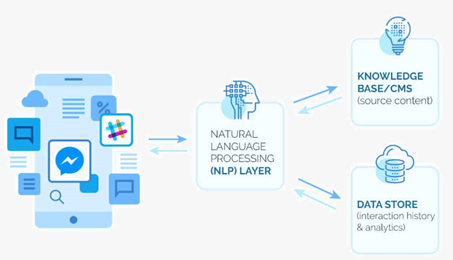 NATURAL
LANGUAGE
PROCESSING
(NLP) LAYER
KNOWLEDGE
BASE/CMS
(source content)
DATA STORE
(interaction history
& analytics)
%